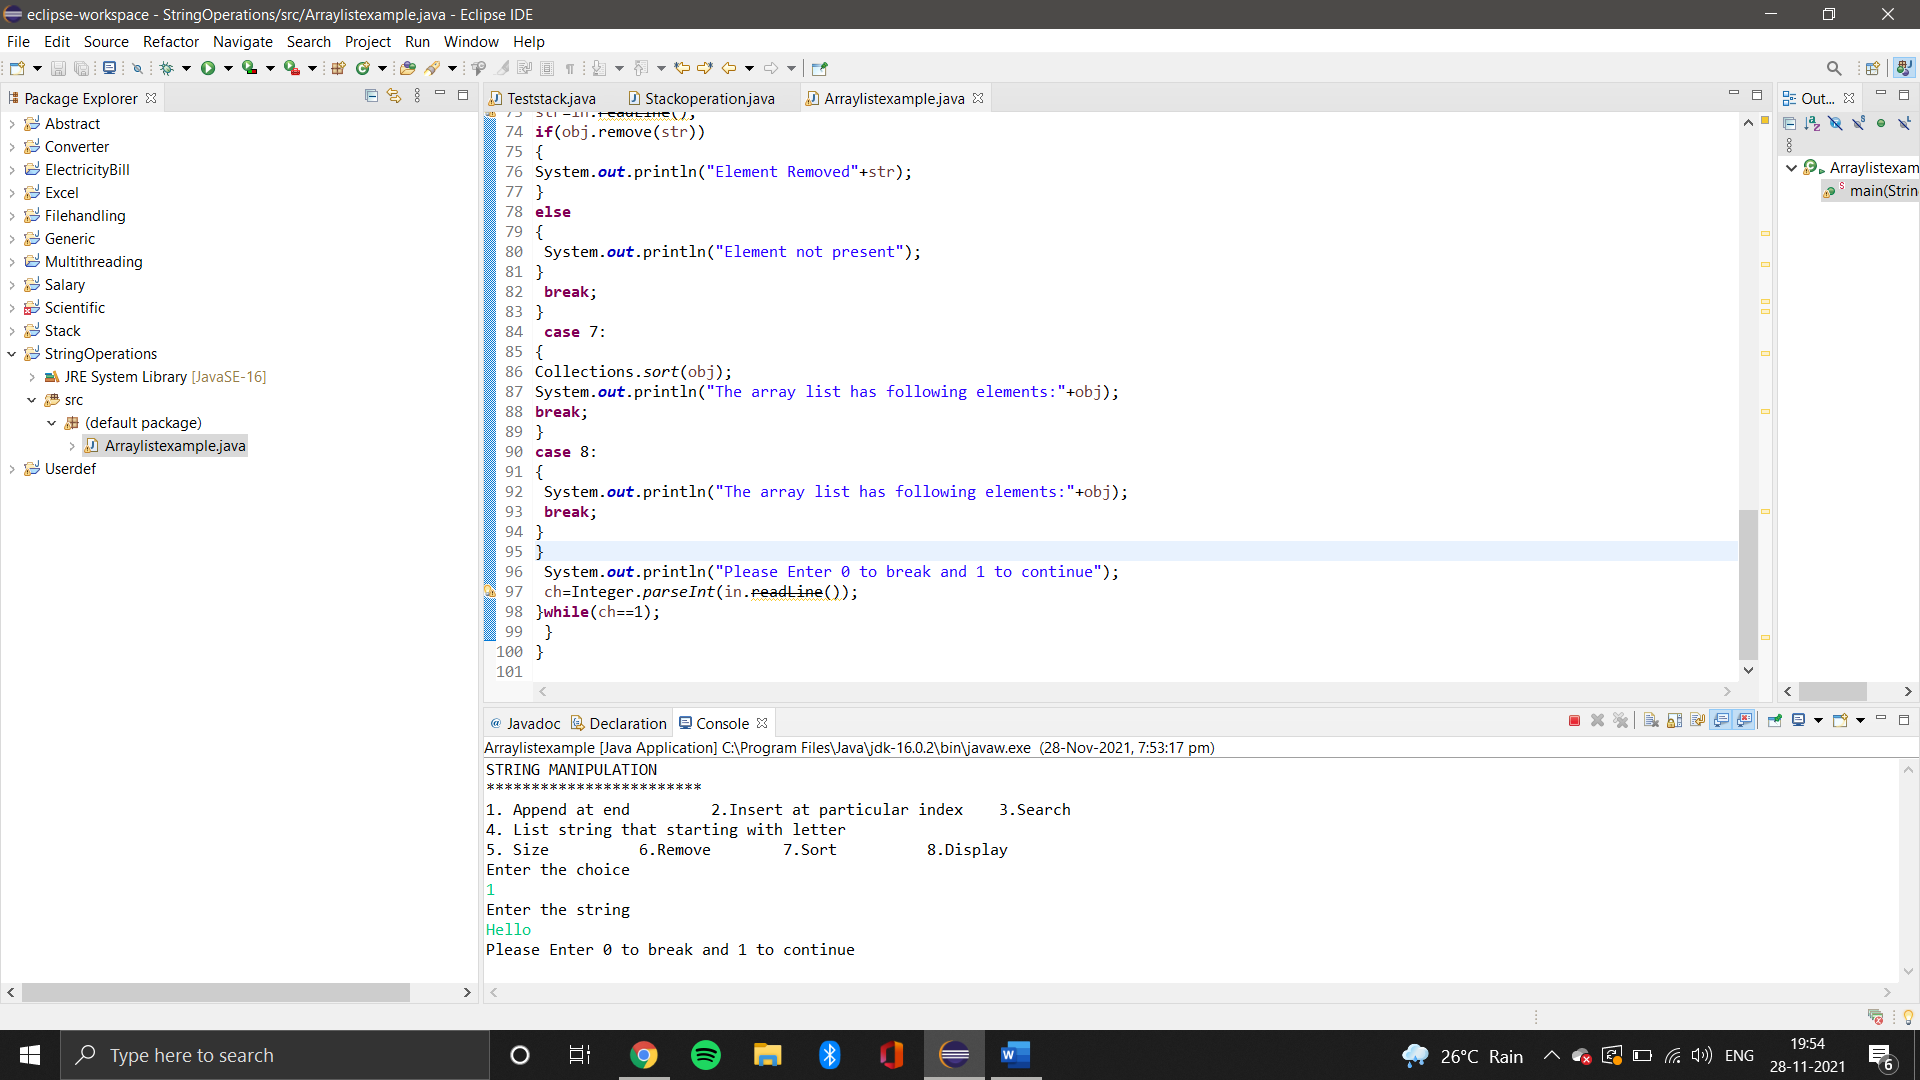 eclipse-workspace - StringOperations/src/Arraylistexample.java - Eclipse IDE
File Edit Source Refactor Navigate Search Project Run Window Help
Package Explorer
Teststack.java Stackoperation.java Arraylistexample.java
Out...
Abstract
Converter
ElectricityBill
Excel
Filehandling
Generic
Multithreading
Salary
Scientific
Stack
StringOperations
JRE System Library [JavaSE-16]
src
(default package)
Arraylistexample.java
Userdef
73 str=in.readLine();
74 if(obj.remove(str))
75 {
76 System.out.println("Element Removed"+str);
77 }
78 else
79 {
80 System.out.println("Element not present");
81 }
82 break;
83 }
84 case 7:
85 {
86 Collections.sort(obj);
87 System.out.println("The array list has following elements:"+obj);
88 break;
89 }
90 case 8:
91 {
92 System.out.println("The array list has following elements:"+obj);
93 break;
94 }
95 }
96 System.out.println("Please Enter 0 to break and 1 to continue");
97 ch=Integer.parseInt(in.readLine());
98 }while(ch==1);
99 }
100 }
101
Arraylistexam
main(Strin
Javadoc Declaration Console
Arraylistexample [Java Application] C:\Program Files\Java\jdk-16.0.2\bin\javaw.exe (28-Nov-2021, 7:53:17 pm)
STRING MANIPULATION
************************
1. Append at end 2.Insert at particular index 3.Search
4. List string that starting with letter
5. Size 6.Remove 7.Sort 8.Display
Enter the choice
1
Enter the string
Hello
Please Enter 0 to break and 1 to continue
Type here to search
26°C Rain
ENG
19:54
28-11-2021
6